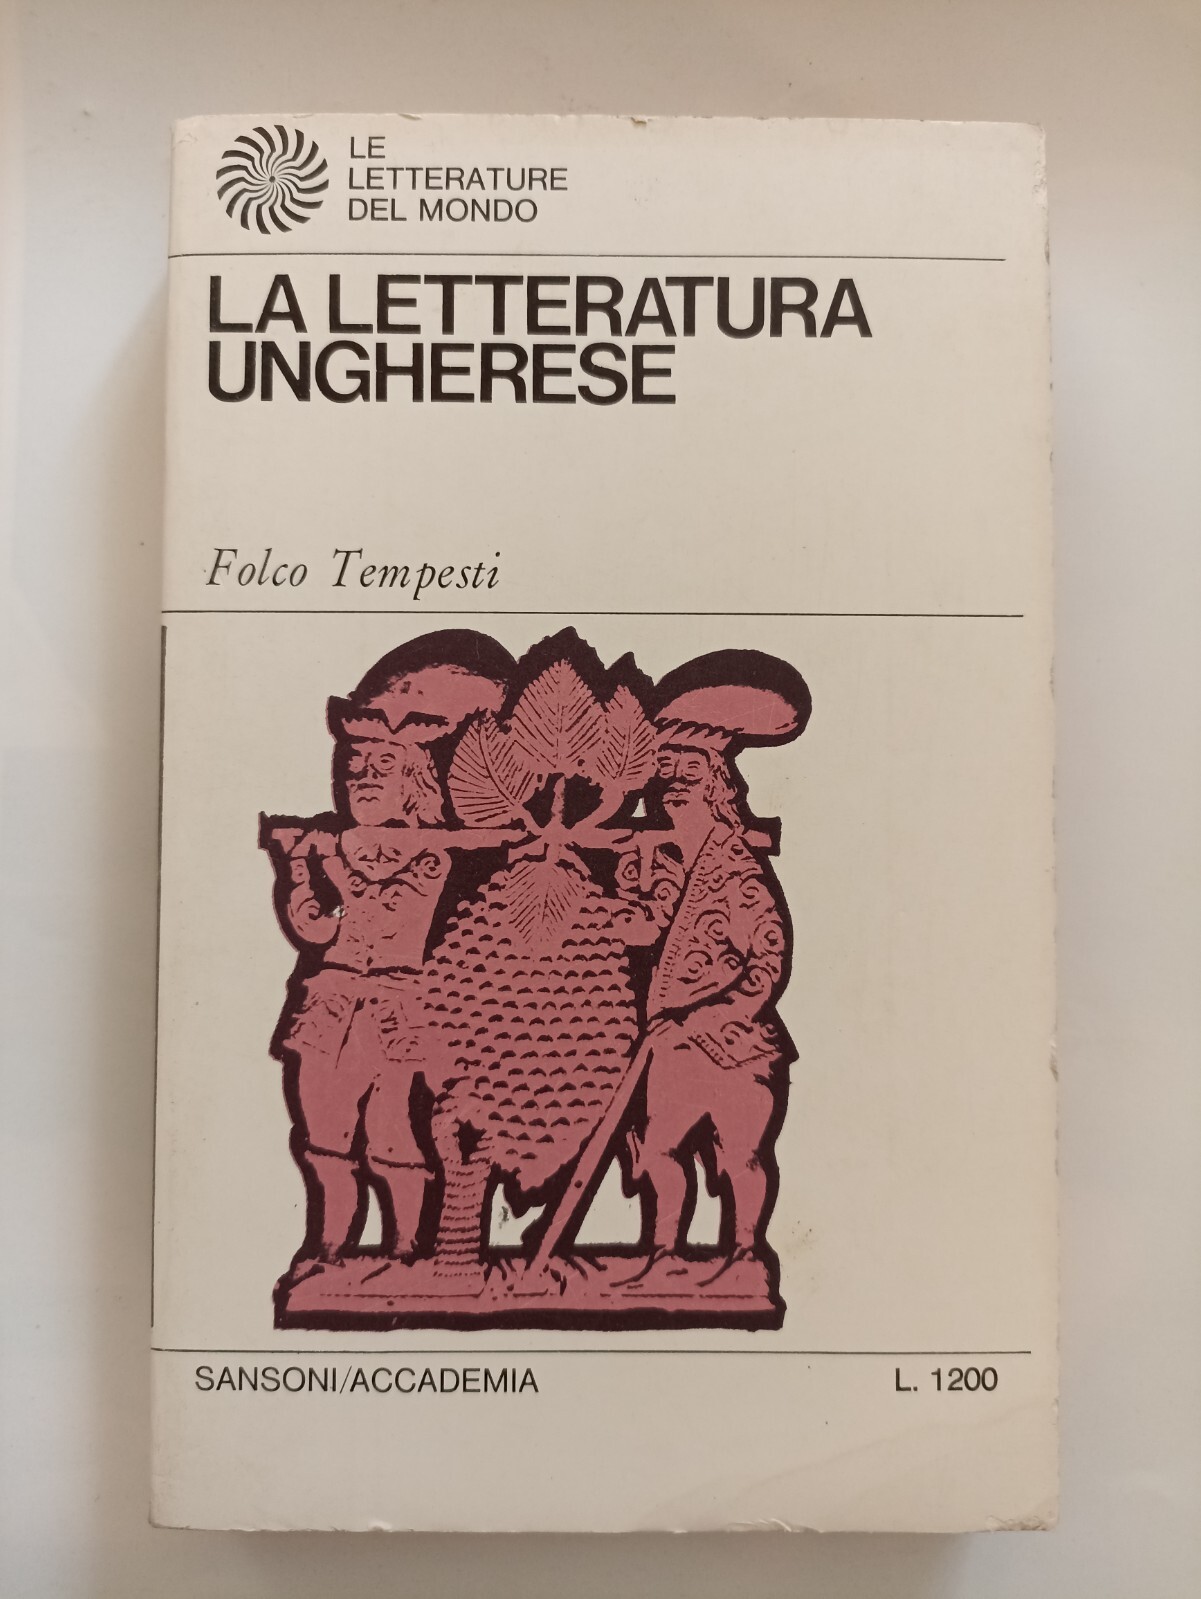 LE
LETTERATURE
DEL MONDO
LA LETTERATURA
UNGHERESE
Folco Tempesti
SANSONI/ACCADEMIA
L. 1200